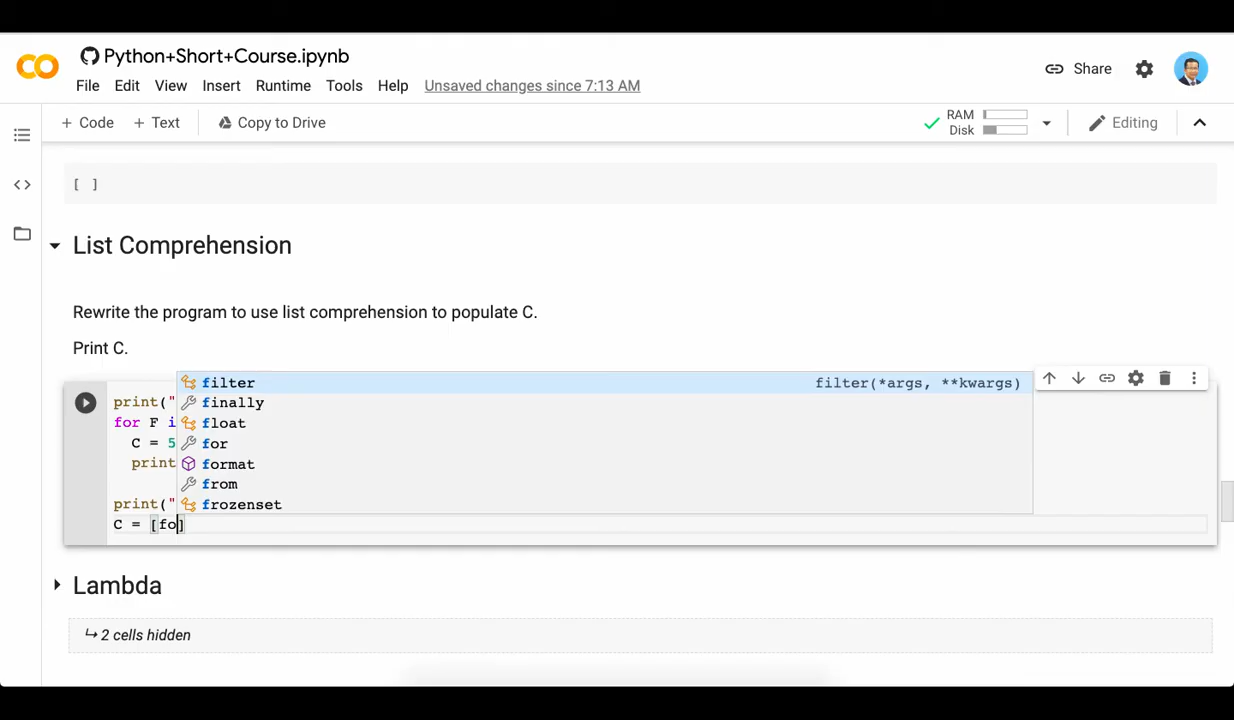 Python+Short+Course.ipynb
File Edit View Insert Runtime Tools Help Unsaved changes since 7:13 AM
Share
+ Code + Text Copy to Drive
RAM
Disk
Editing
[ ]
List Comprehension
Rewrite the program to use list comprehension to populate C.
Print C.
filter filter(*args, **kwargs)
finally
float
for
format
from
frozenset
print("
for F i
C = 5
print
print("
C = [fo]
Lambda
2 cells hidden